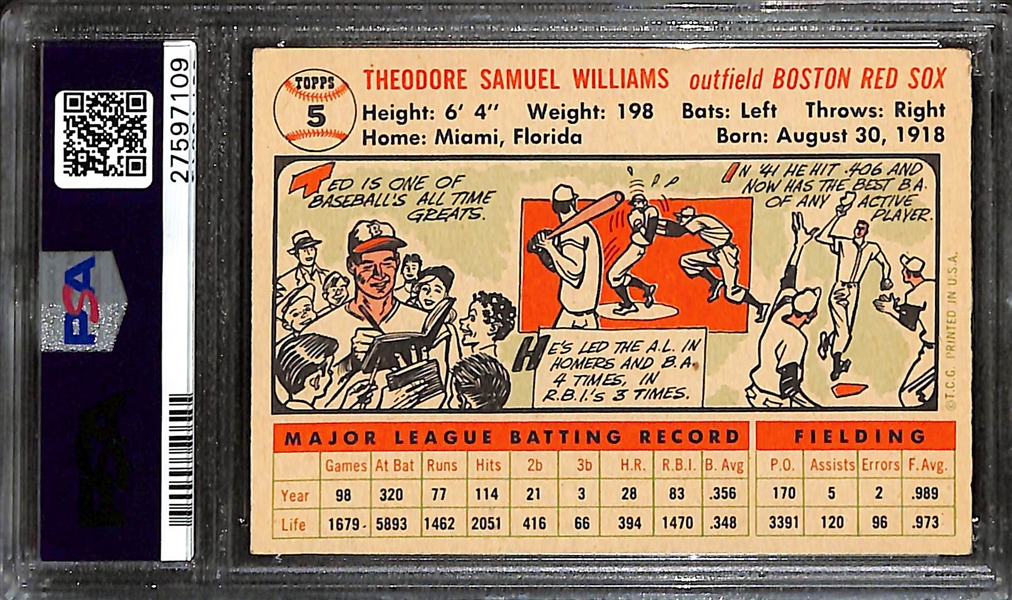 27597109
PSA
PSA
TOPPS
5
THEODORE SAMUEL WILLIAMS outfield BOSTON RED SOX
Height: 6' 4" Weight: 198 Bats: Left Throws: Right
Home: Miami, Florida Born: August 30, 1918
TED IS ONE OF
BASEBALL'S ALL TIME
GREATS.
B
HE'S LED THE A.L. IN
HOMERS AND B.A.
4 TIMES, IN
R.B.I.'S 3 TIMES.
IN '41 HE HIT .406 AND
NOW HAS THE BEST B.A.
OF ANY ACTIVE
PLAYER.
©T.C.G. PRINTED IN U.S.A.
MAJOR LEAGUE BATTING RECORD FIELDING
Games At Bat Runs Hits 2b 3b H.R. R.B.I. B. Avg P.O. Assists Errors F. Avg.
Year 98 320 77 114 21 3 28 83 .356 170 5 2 .989
Life 1679 5893 1462 2051 416 66 394 1470 .348 3391 120 96 .973